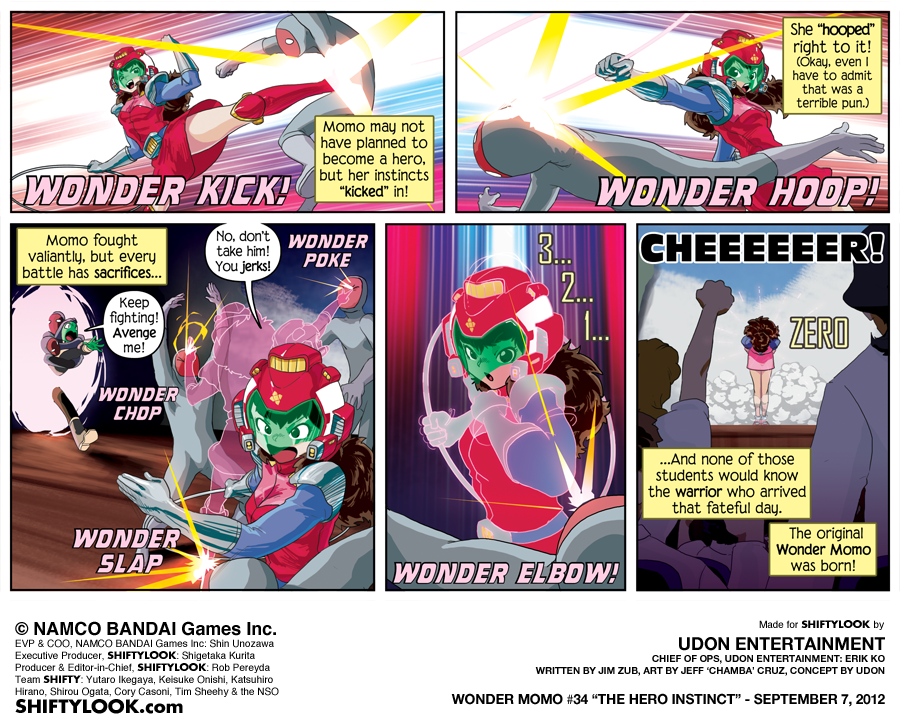 WONDER KICK!
Momo may not
have planned to
become a hero,
but her instincts
"kicked" in!
She "hooped"
right to it!
(Okay, even I
have to admit
that was a
terrible pun.)
WONDER HOOP!
Momo fought
valiantly, but every
battle has sacrifices...
No, don't
take him!
You jerks!
WONDER
POKE
Keep
fighting!
Avenge
me!
WONDER
CHOP
WONDER
SLAP
3...
2...
1...
WONDER ELBOW!
CHEEEEEEER!
ZERO
...And none of those
students would know
the warrior who arrived
that fateful day.
The original
Wonder Momo
was born!
© NAMCO BANDAI Games Inc.
EVP & COO, NAMCO BANDAI Games Inc: Shin Unozawa
Executive Producer, SHIFTYLOOK: Shigetaka Kurita
Producer & Editor-in-Chief, SHIFTYLOOK: Rob Pereyda
Team SHIFTY: Yutaro Ikegaya, Keisuke Onishi, Katsuhiro
Hirano, Shirou Ogata, Cory Casoni, Tim Sheehy & the NSO
SHIFTYLOOK.com
Made for SHIFTYLOOK by
UDON ENTERTAINMENT
CHIEF OF OPS, UDON ENTERTAINMENT: ERIK KO
WRITTEN BY JIM ZUB, ART BY JEFF 'CHAMBA' CRUZ, CONCEPT BY UDON
WONDER MOMO #34 "THE HERO INSTINCT" - SEPTEMBER 7, 2012